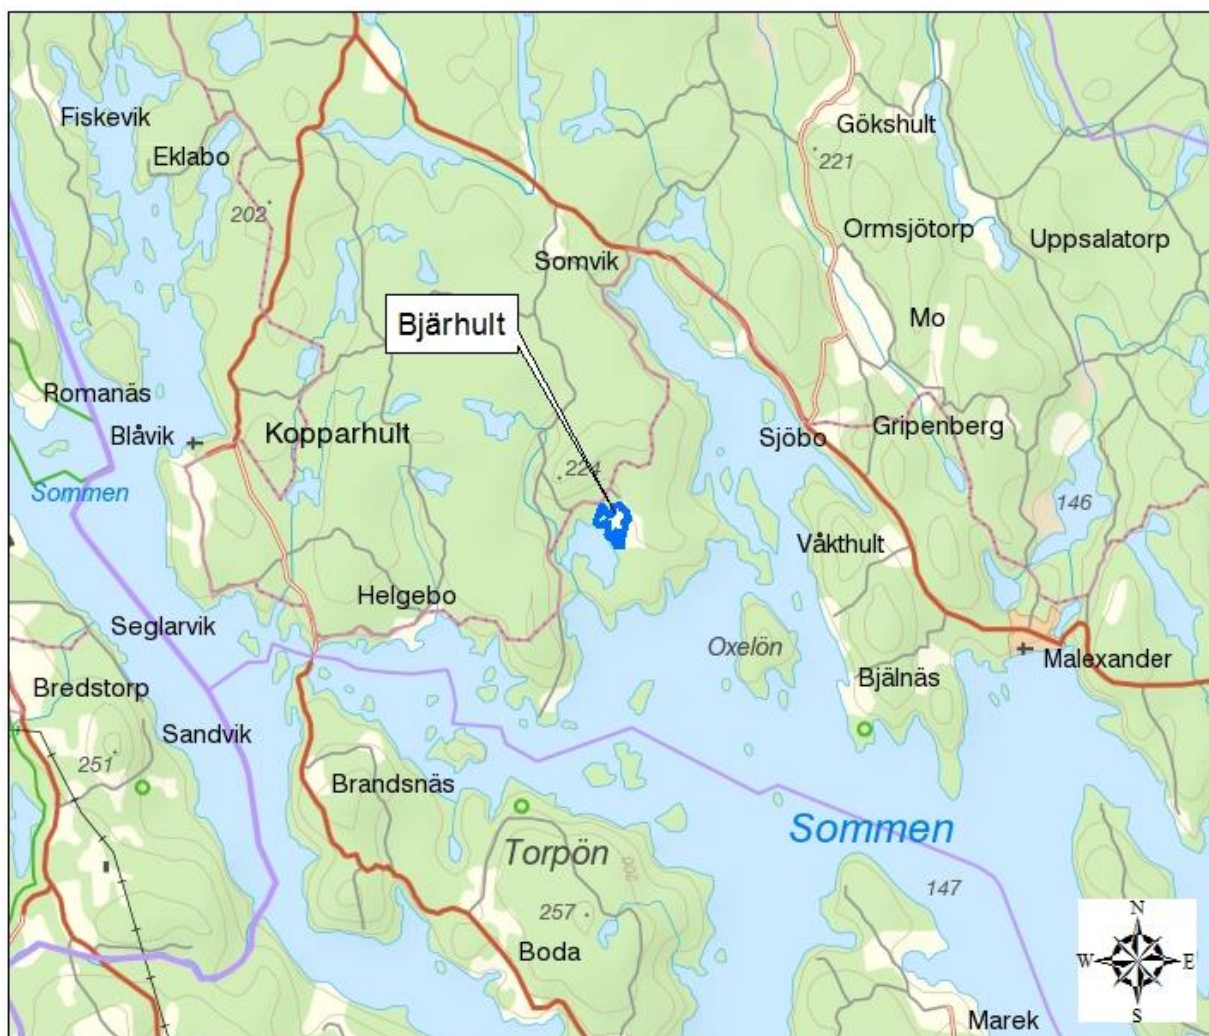 Fiskevik
Gökshult
Eklabo
221
202
Ormsjötorp
Uppsalatorp
Somvik
Mo
Bjärhult
Romanäs
Blåvik
Kopparhult
Sjöbo
Gripenberg
224
Sommen
146
Våkthult
Helgebo
Seglarvik
Oxelön
Malexander
Bjälnäs
Bredstorp
Sandvik
251
Brandsnäs
Sommen
Torpön
200
147
257
Boda
N
W
E
S
Marek